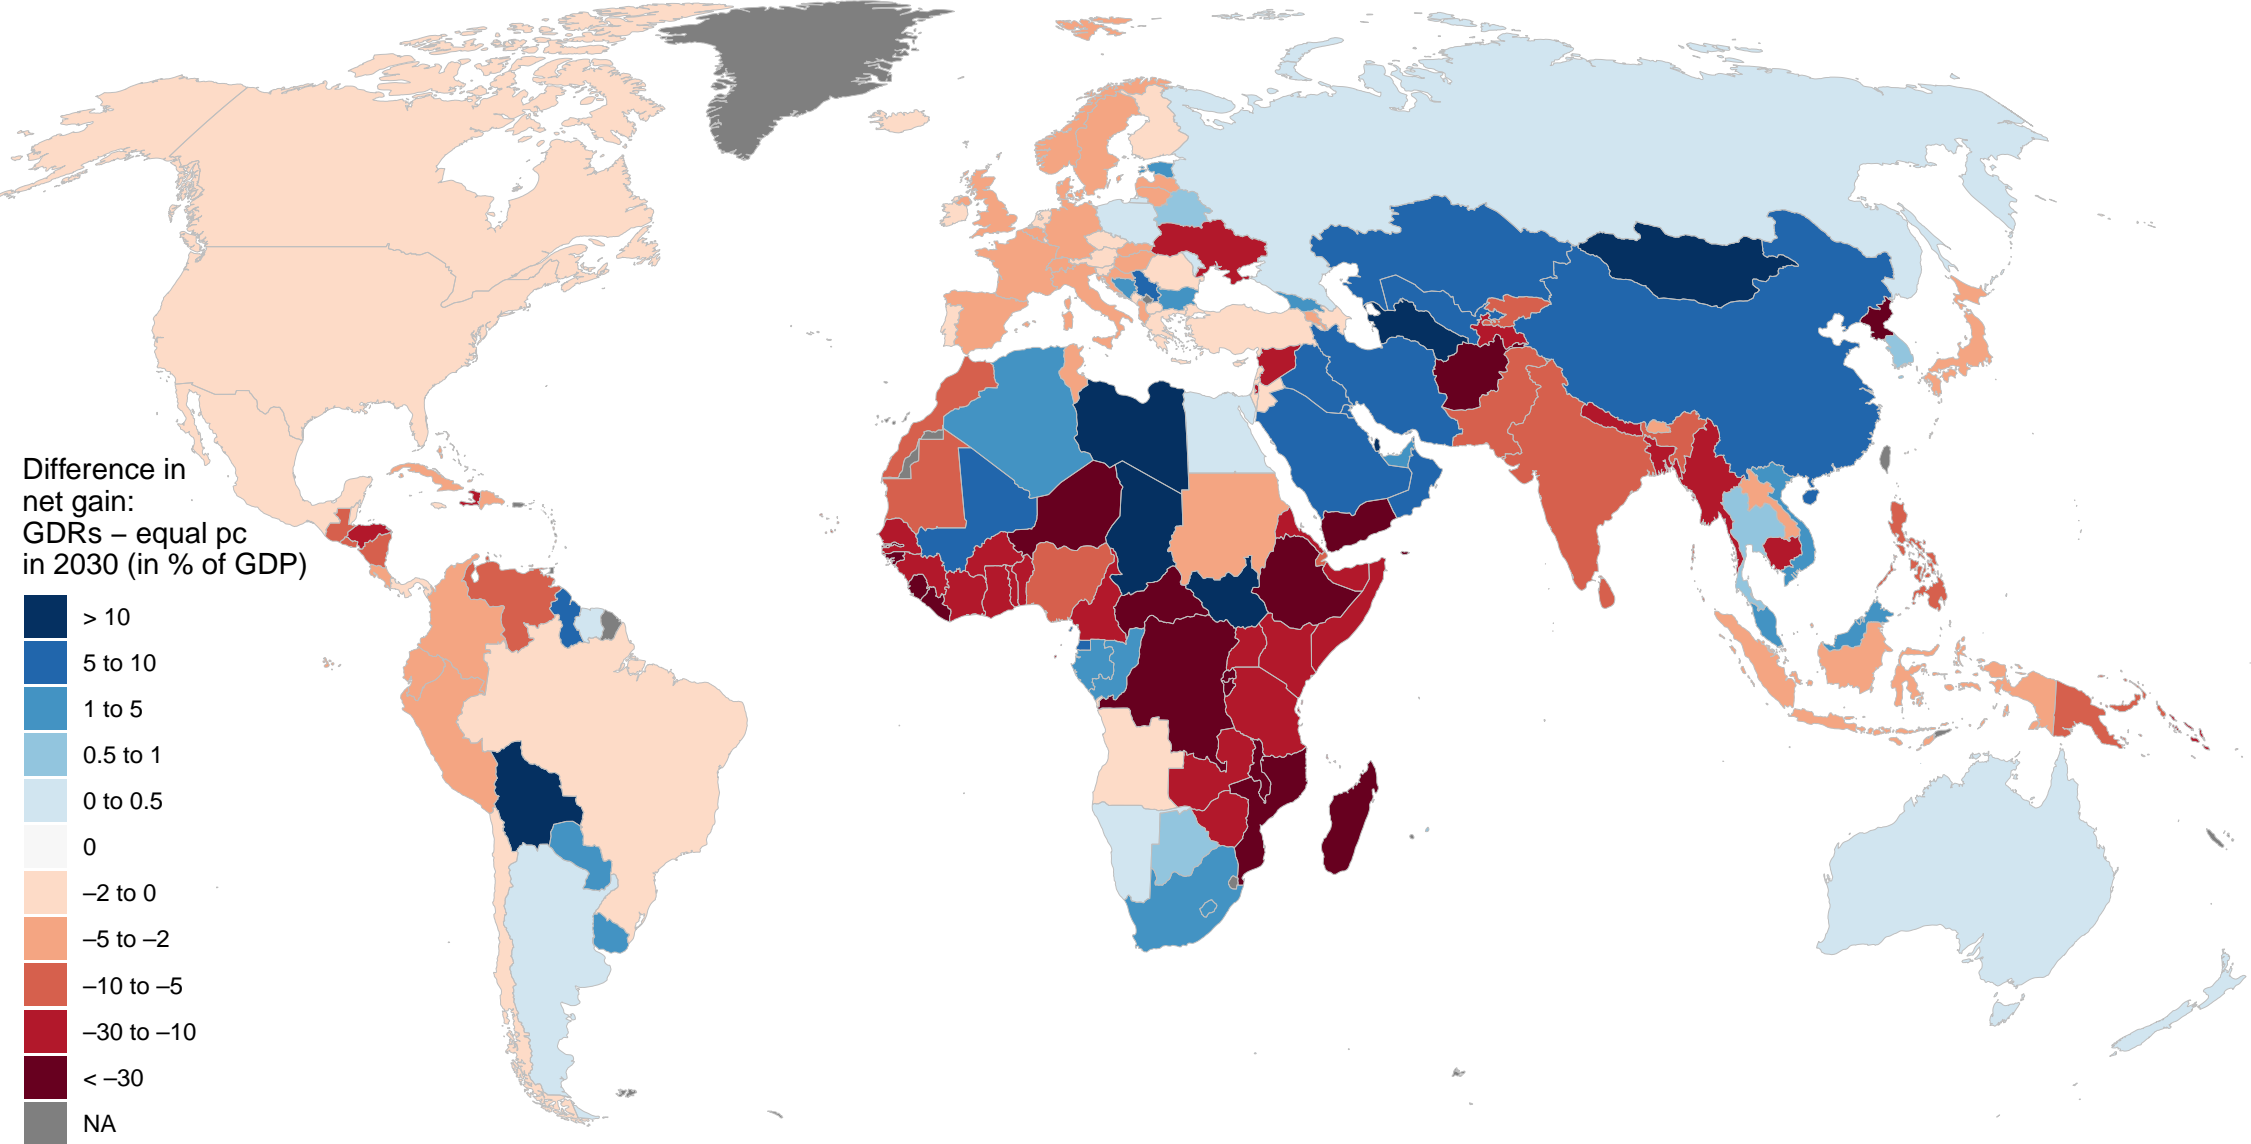 Difference in
net gain:
GDRs – equal pc
in 2030 (in % of GDP)
> 10
5 to 10
1 to 5
0.5 to 1
0 to 0.5
0
–2 to 0
–5 to –2
–10 to –5
–30 to –10
< –30
NA